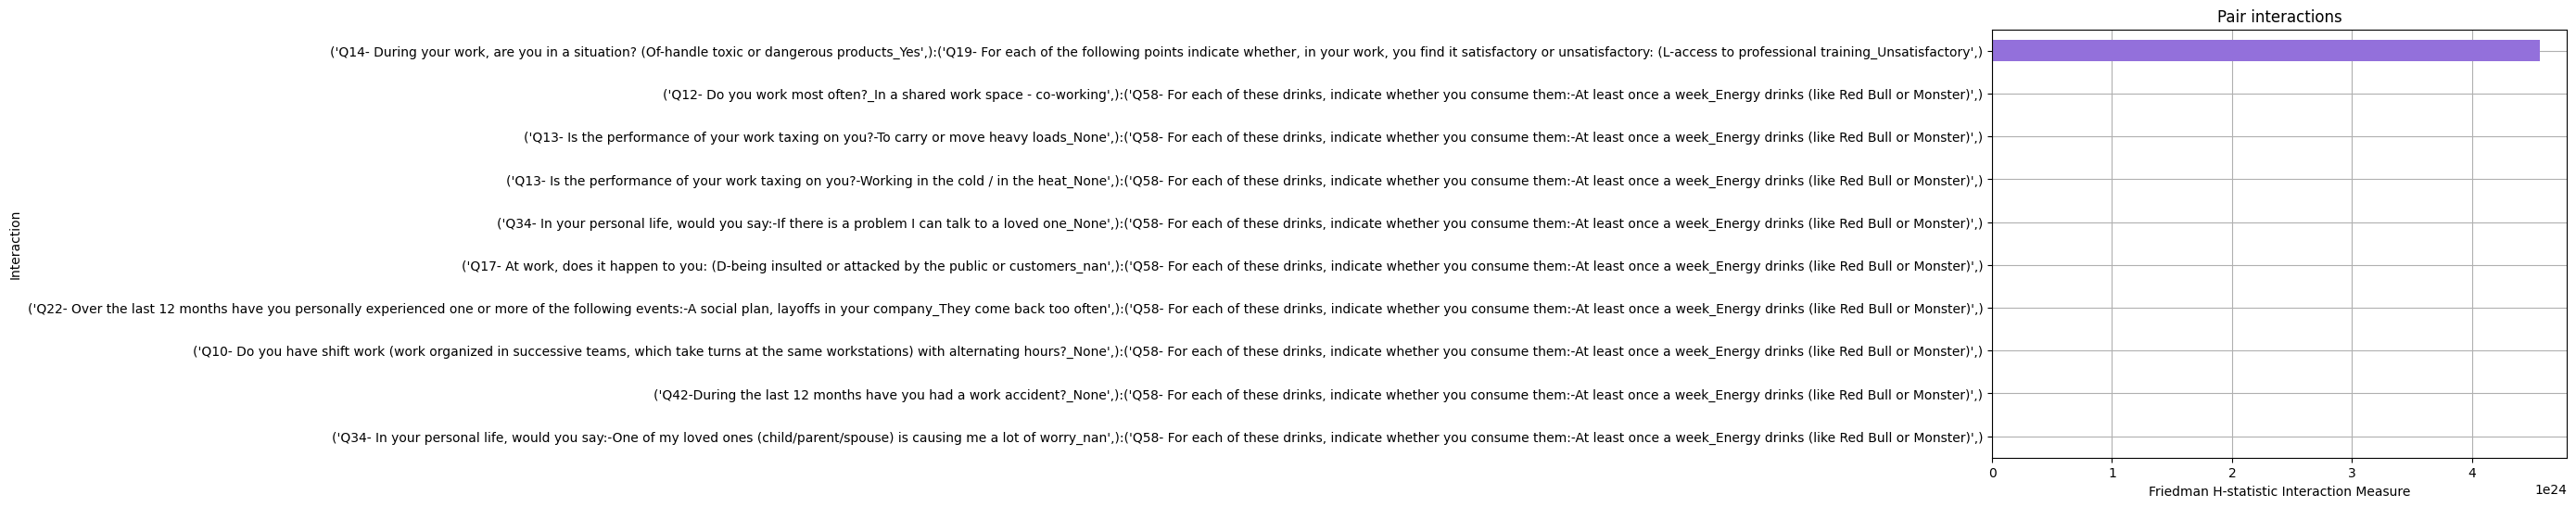 Pair interactions
('Q14- During your work, are you in a situation? (Of-handle toxic or dangerous products_Yes',):('Q19- For each of the following points indicate whether, in your work, you find it satisfactory or unsatisfactory: (L-access to professional training_Unsatisfactory',)
('Q12- Do you work most often?_In a shared work space - co-working',):('Q58- For each of these drinks, indicate whether you consume them:-At least once a week_Energy drinks (like Red Bull or Monster)',)
('Q13- Is the performance of your work taxing on you?-To carry or move heavy loads_None',):('Q58- For each of these drinks, indicate whether you consume them:-At least once a week_Energy drinks (like Red Bull or Monster)',)
('Q13- Is the performance of your work taxing on you?-Working in the cold / in the heat_None',):('Q58- For each of these drinks, indicate whether you consume them:-At least once a week_Energy drinks (like Red Bull or Monster)',)
('Q34- In your personal life, would you say:-If there is a problem I can talk to a loved one_None',):('Q58- For each of these drinks, indicate whether you consume them:-At least once a week_Energy drinks (like Red Bull or Monster)',)
('Q17- At work, does it happen to you: (D-being insulted or attacked by the public or customers_nan',):('Q58- For each of these drinks, indicate whether you consume them:-At least once a week_Energy drinks (like Red Bull or Monster)',)
('Q22- Over the last 12 months have you personally experienced one or more of the following events:-A social plan, layoffs in your company_They come back too often',):('Q58- For each of these drinks, indicate whether you consume them:-At least once a week_Energy drinks (like Red Bull or Monster)',)
('Q10- Do you have shift work (work organized in successive teams, which take turns at the same workstations) with alternating hours?_None',):('Q58- For each of these drinks, indicate whether you consume them:-At least once a week_Energy drinks (like Red Bull or Monster)',)
('Q42-During the last 12 months have you had a work accident?_None',):('Q58- For each of these drinks, indicate whether you consume them:-At least once a week_Energy drinks (like Red Bull or Monster)',)
('Q34- In your personal life, would you say:-One of my loved ones (child/parent/spouse) is causing me a lot of worry_nan',):('Q58- For each of these drinks, indicate whether you consume them:-At least once a week_Energy drinks (like Red Bull or Monster)',)
Interaction
0 1 2 3 4
1e24
Friedman H-statistic Interaction Measure